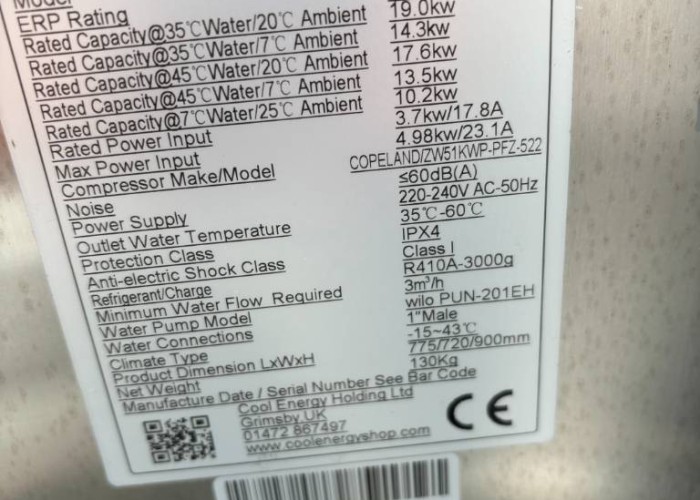 Model
ERP Rating
Rated Capacity@35℃Water/20℃ Ambient 19.0kw
Rated Capacity@35℃Water/7℃ Ambient 14.3kw
Rated Capacity@45℃Water/20℃ Ambient 17.6kw
Rated Capacity@45℃Water/7℃ Ambient 13.5kw
Rated Capacity@7℃Water/25℃ Ambient 10.2kw
Rated Power Input 3.7kw/17.8A
Max Power Input 4.98kw/23.1A
Compressor Make/Model COPELAND/ZW51KWP-PFZ-522
Noise ≤60dB(A)
Power Supply 220-240V AC-50Hz
Outlet Water Temperature 35℃-60℃
Protection Class IPX4
Anti-electric Shock Class Class I
Refrigerant/Charge R410A-3000g
Minimum Water Flow Required 3m³/h
Water Pump Model wilo PUN-201EH
Water Connections 1"Male
Climate Type -15~43℃
Product Dimension LxWxH 775/720/900mm
Net Weight 130Kg
Manufacture Date / Serial Number See Bar Code
Cool Energy Holding Ltd
Grimsby UK
01472 867497
www.coolenergyshop.com
CE